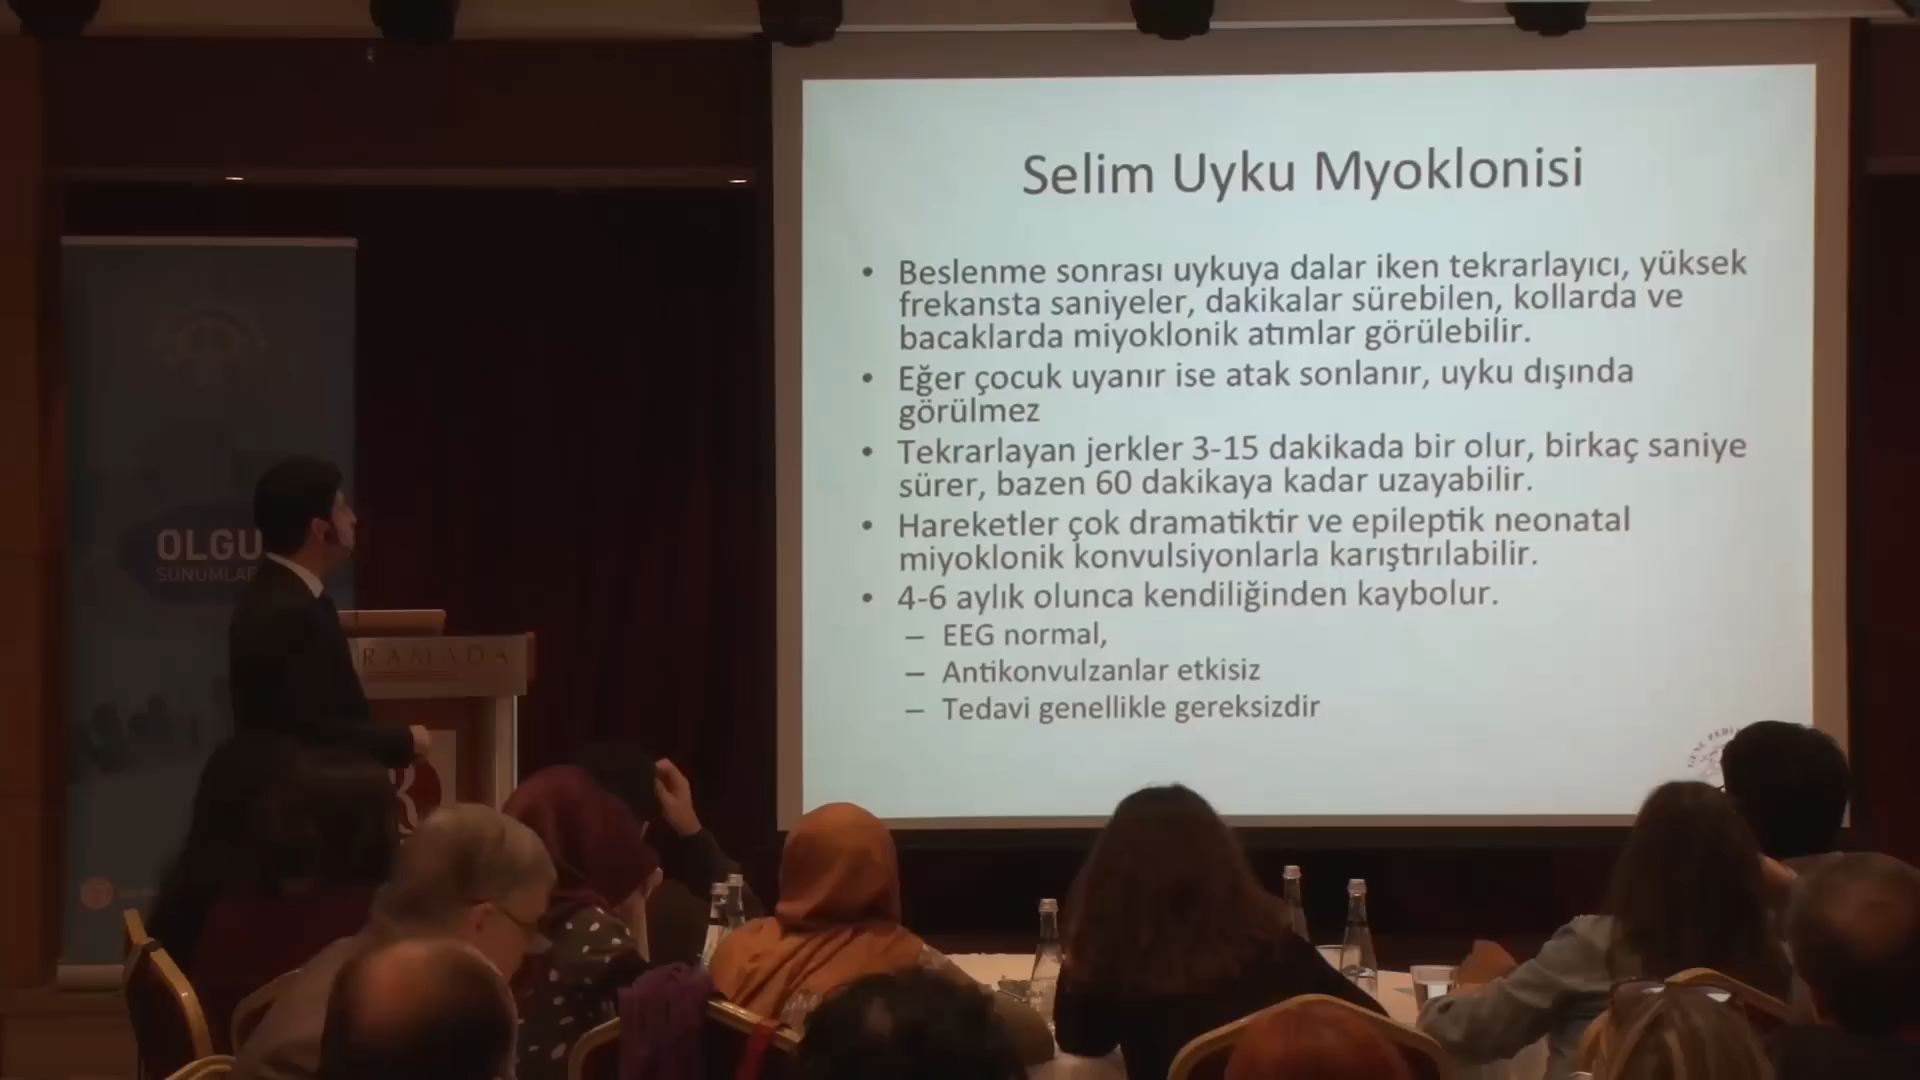 Selim Uyku Myoklonisi
• Beslenme sonrası uykuya dalar iken tekrarlayıcı, yüksek
frekansta saniyeler, dakikalar sürebilen, kollarda ve
bacaklarda miyoklonik atımlar görülebilir.
• Eğer çocuk uyanır ise atak sonlanır, uyku dışında
görülmez
• Tekrarlayan jerkler 3-15 dakikada bir olur, birkaç saniye
sürer, bazen 60 dakikaya kadar uzayabilir.
• Hareketler çok dramatiktir ve epileptik neonatal
miyoklonik konvulsiyonlarla karıştırılabilir.
• 4-6 aylık olunca kendiliğinden kaybolur.
– EEG normal,
– Antikonvulzanlar etkisiz
– Tedavi genellikle gereksizdir
OLGU
SUNUMLAR
RAMADA